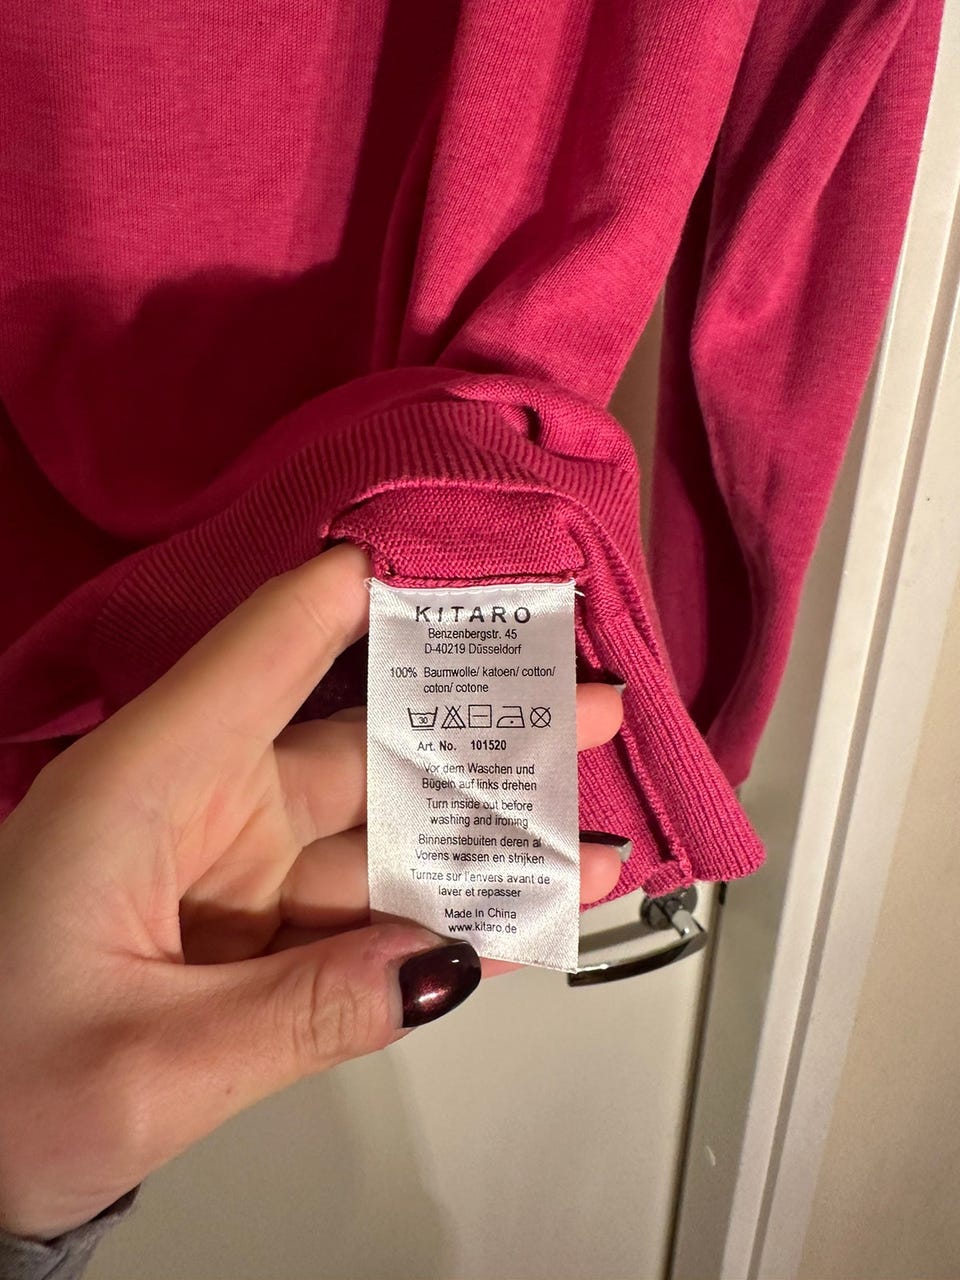 KITARO
Benzenbergstr. 45
D-40219 Düsseldorf
100% Baumwolle/ katoen/ cotton/
coton/ cotone
30
Art. No. 101520
Vor dem Waschen und
Bügeln auf links drehen
Turn inside out before
washing and ironing
Binnenstebuiten deren al
Vorens wassen en strijken
Turnze sur l'envers avant de
laver et repasser
Made In China
www.kitaro.de